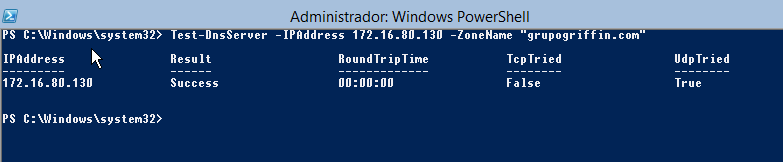 Administrador: Windows PowerShell
PS C:\Windows\system32> Test-DnsServer -IPAddress 172.16.80.130 -ZoneName "grupogriffin.com"
IPAddress Result RoundTripTime TcpTried UdpTried
--------- ------ ------------- -------- --------
172.16.80.130 Success 00:00:00 False True
PS C:\Windows\system32>